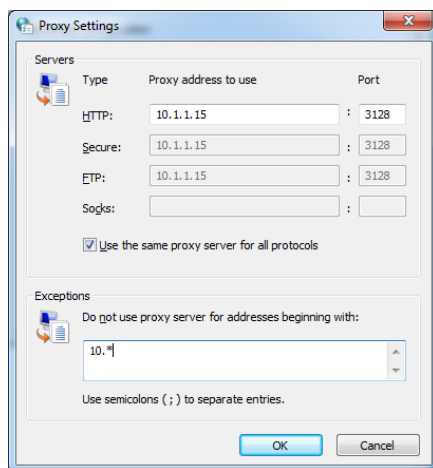 Proxy Settings
Servers
Type Proxy address to use Port
HTTP: 10.1.1.15 : 3128
Secure: 10.1.1.15 : 3128
FTP: 10.1.1.15 : 3128
Socks: :
Use the same proxy server for all protocols
Exceptions
Do not use proxy server for addresses beginning with:
10.*
Use semicolons ( ; ) to separate entries.
OK Cancel